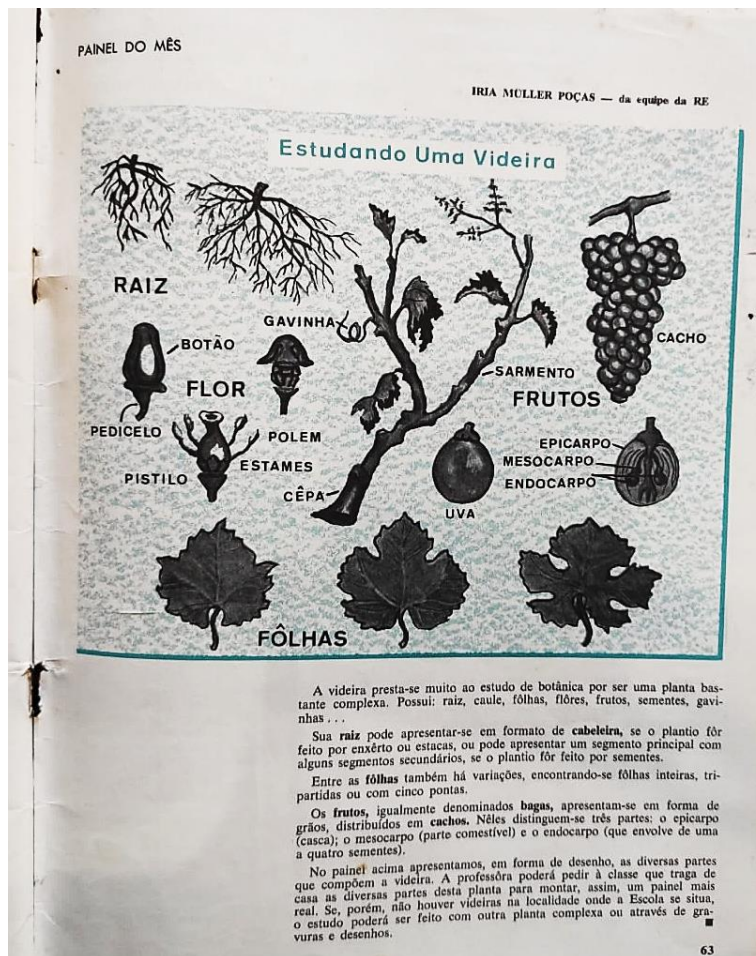 PAINEL DO MÊS
IRIA MÜLLER POÇAS — da equipe da RE
Estudando Uma Videira
RAIZ
GAVINHA
BOTÃO
CACHO
SARMENTO
FLOR
FRUTOS
PEDICELO
POLEM
EPICARPO
ESTAMES
MESOCARPO
PISTILO
ENDOCARPO
CÊPA
UVA
FÔLHAS
A videira presta-se muito ao estudo de botânica por ser uma planta bas-
tante complexa. Possui: raiz, caule, fôlhas, flôres, frutos, sementes, gavi-
nhas . . .
Sua raiz pode apresentar-se em formato de cabeleira, se o plantio fôr
feito por enxêrto ou estacas, ou pode apresentar um segmento principal com
alguns segmentos secundários, se o plantio fôr feito por sementes.
Entre as fôlhas também há variações, encontrando-se fôlhas inteiras, tri-
partidas ou com cinco pontas.
Os frutos, igualmente denominados bagas, apresentam-se em forma de
grãos, distribuídos em cachos. Nêles distinguem-se três partes: o epicarpo
(casca); o mesocarpo (parte comestível) e o endocarpo (que envolve de uma
a quatro sementes).
No painel acima apresentamos, em forma de desenho, as diversas partes
que compõem a videira. A professôra poderá pedir à classe que traga de
casa as diversas partes desta planta para montar, assim, um painel mais
real. Se, porém, não houver videiras na localidade onde a Escola se situa,
o estudo poderá ser feito com outra planta complexa ou através de gra-
vuras e desenhos.
63